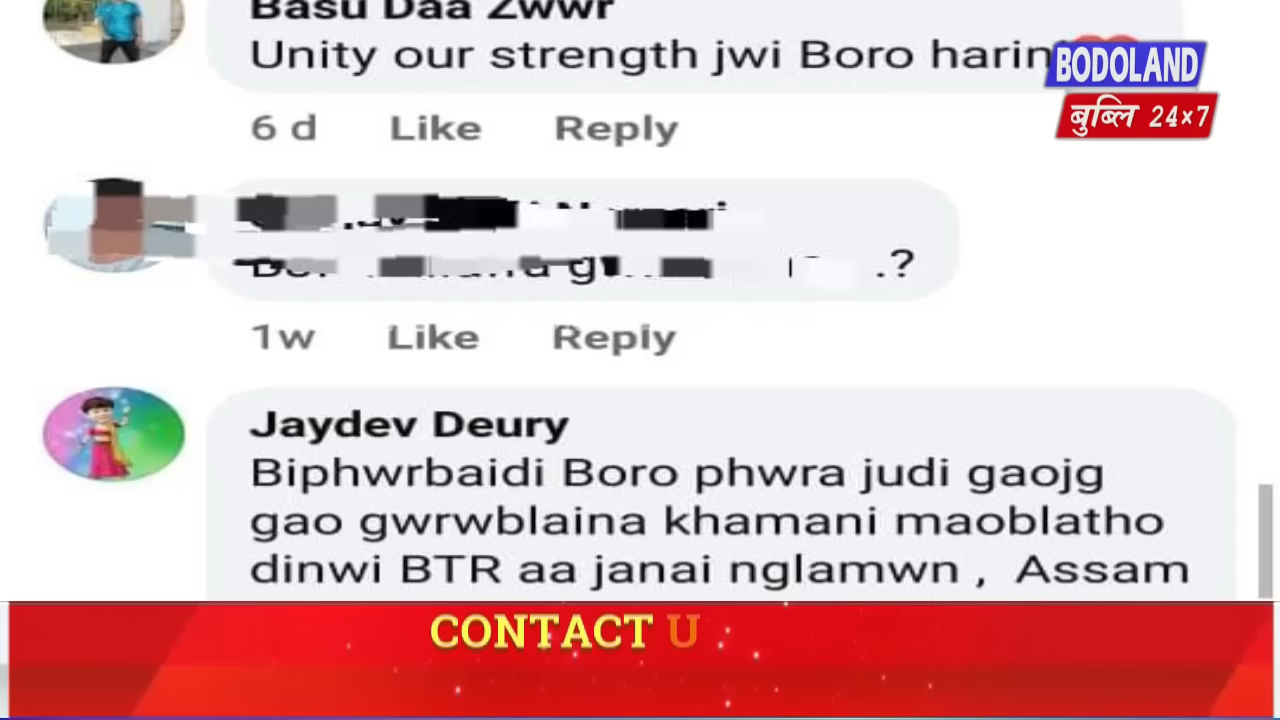 Basu Daa Zwwr
Unity our strength jwi Boro
BODOLAND
बुब्लि 24×7
6 d Like Reply
.?
1w Like Reply
Jaydev Deury
Biphwrbaidi Boro phwra judi gaojg
gao gwrwblaina khamani maoblatho
dinwi BTR aa janai nglamwn , Assam
CONTACT U